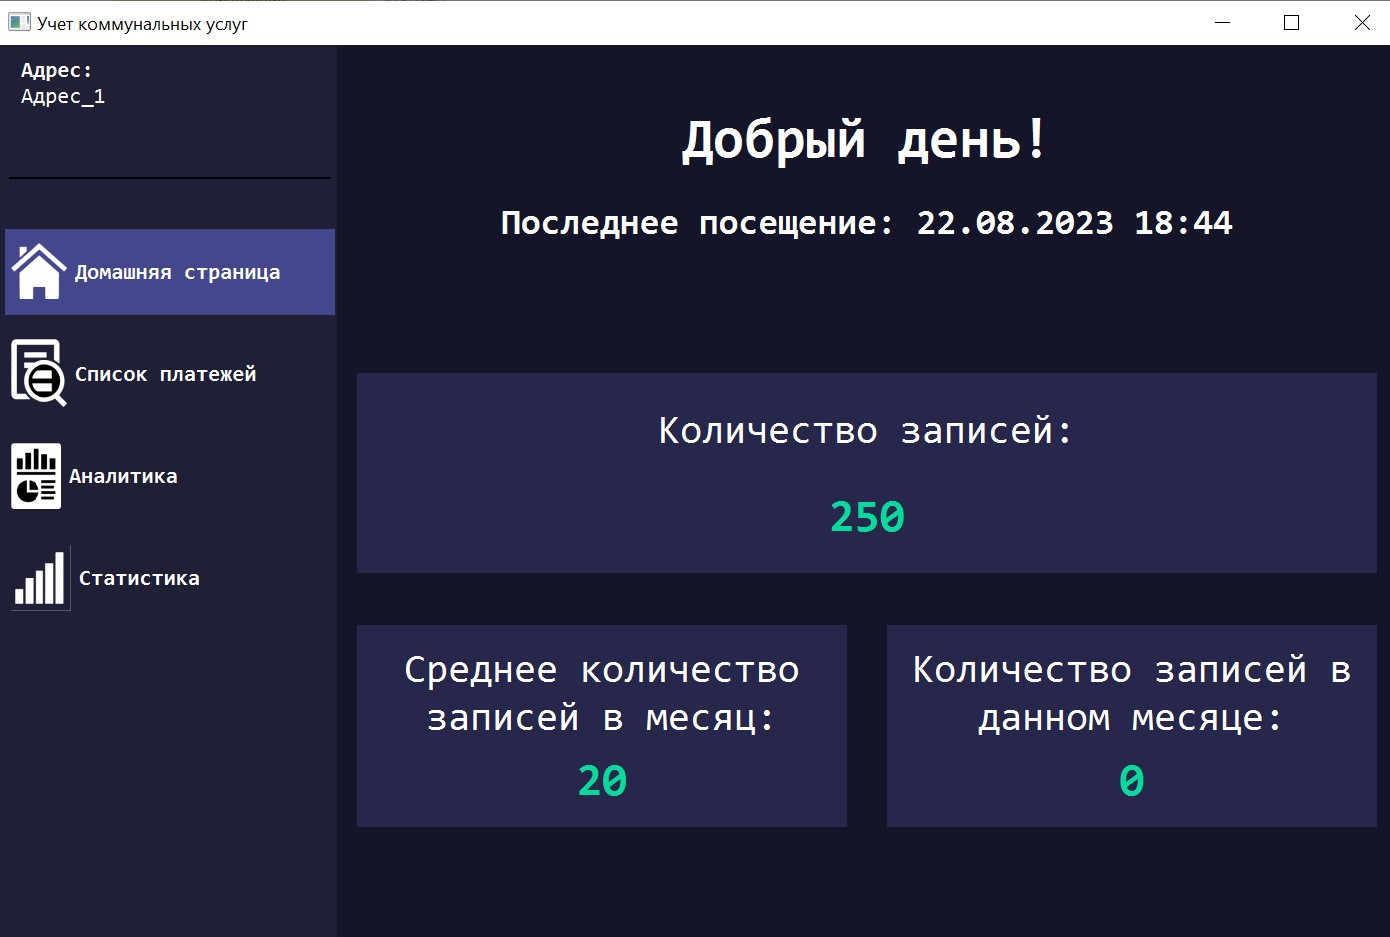 Учет коммунальных услуг
Адрес:
Адрес_1
Домашняя страница
Список платежей
Аналитика
Статистика
Добрый день!
Последнее посещение: 22.08.2023 18:44
Количество записей:
250
Среднее количество
записей в месяц:
20
Количество записей в
данном месяце:
0